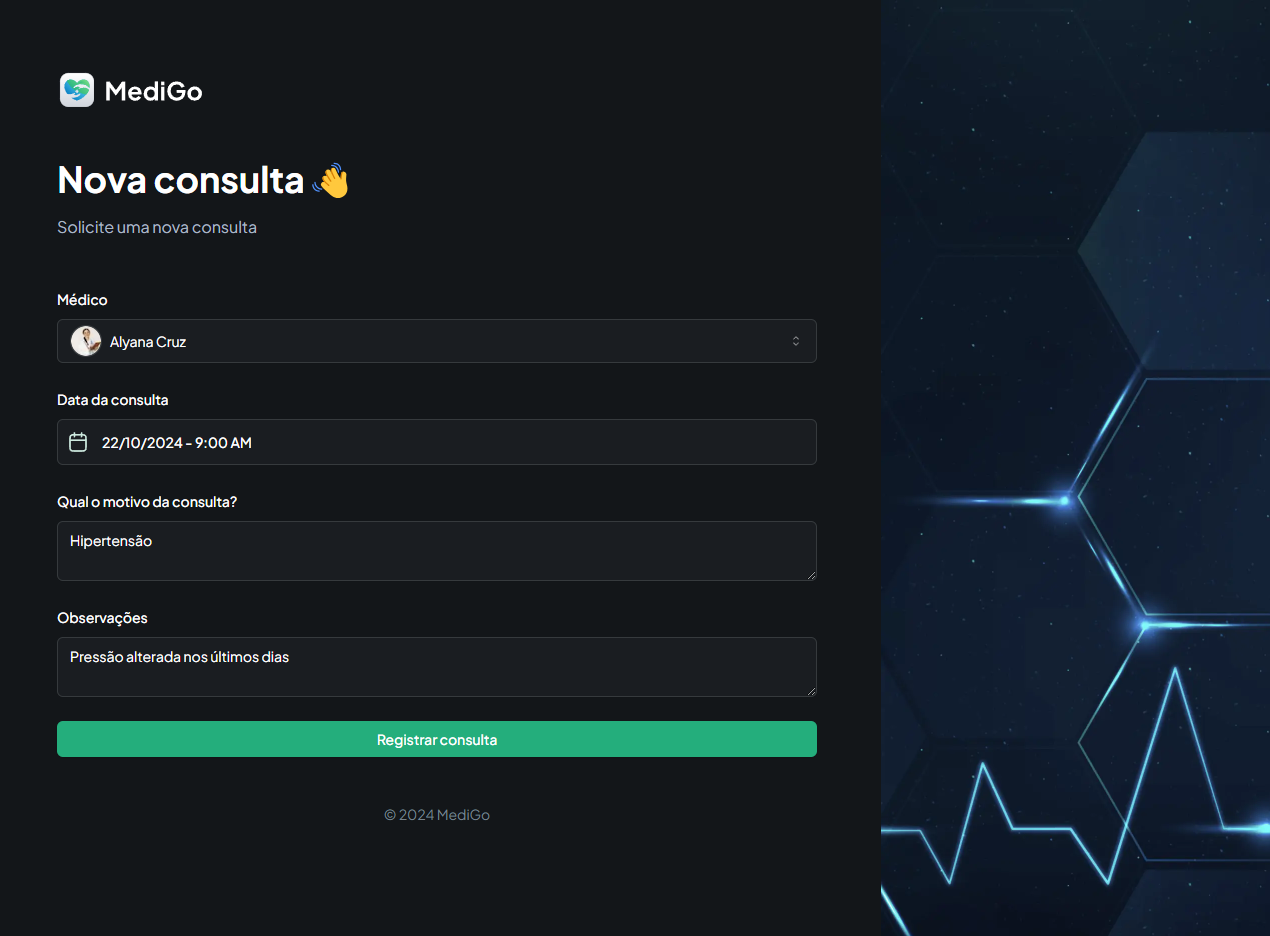 MediGo
Nova consulta 👋
Solicite uma nova consulta
Médico
Alyana Cruz
Data da consulta
22/10/2024 - 9:00 AM
Qual o motivo da consulta?
Hipertensão
Observações
Pressão alterada nos últimos dias
Registrar consulta
© 2024 MediGo